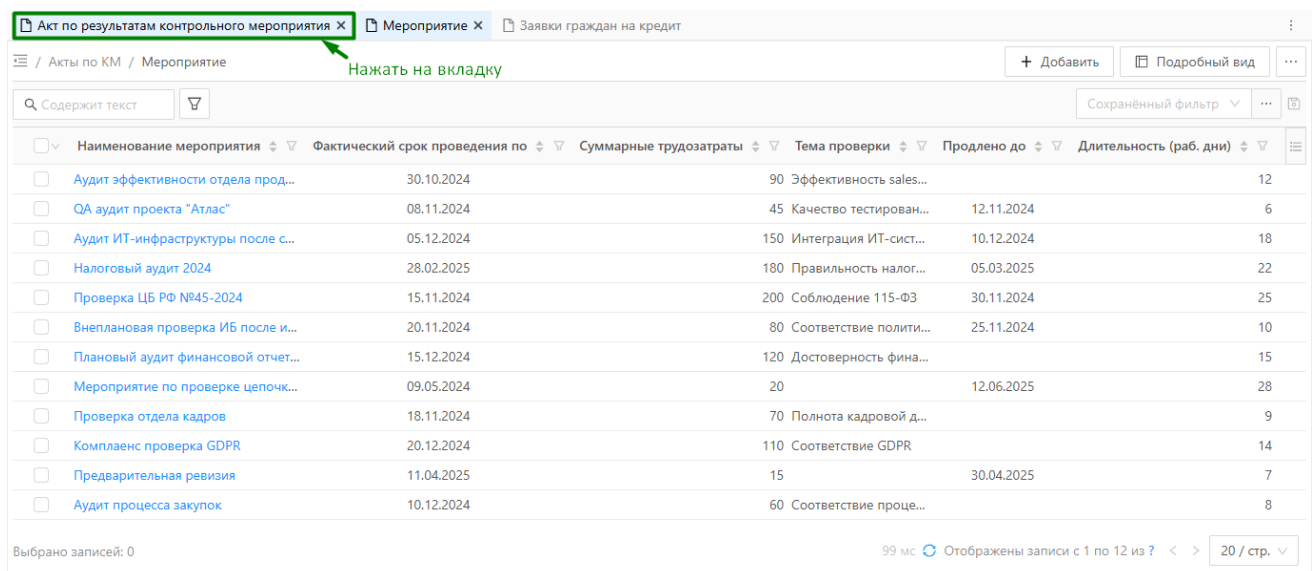 Акт по результатам контрольного мероприятия × Мероприятие × Заявки граждан на кредит
/ Акты по КМ / Мероприятие
Нажать на вкладку
+ Добавить Подробный вид ...
Содержит текст
Сохранённый фильтр ...
Наименование мероприятия Фактический срок проведения по Суммарные трудозатраты Тема проверки Продлено до Длительность (раб. дни)
Аудит эффективности отдела прод... 30.10.2024 90 Эффективность sales... 12
QA аудит проекта "Атлас" 08.11.2024 45 Качество тестирован... 12.11.2024 6
Аудит ИТ-инфраструктуры после с... 05.12.2024 150 Интеграция ИТ-сист... 10.12.2024 18
Налоговый аудит 2024 28.02.2025 180 Правильность налог... 05.03.2025 22
Проверка ЦБ РФ №45-2024 15.11.2024 200 Соблюдение 115-ФЗ 30.11.2024 25
Внеплановая проверка ИБ после и... 20.11.2024 80 Соответствие полити... 25.11.2024 10
Плановый аудит финансовой отчет... 15.12.2024 120 Достоверность фина... 15
Мероприятие по проверке цепочк... 09.05.2024 20 12.06.2025 28
Проверка отдела кадров 18.11.2024 70 Полнота кадровой д... 9
Комплаенс проверка GDPR 20.12.2024 110 Соответствие GDPR 14
Предварительная ревизия 11.04.2025 15 30.04.2025 7
Аудит процесса закупок 10.12.2024 60 Соответствие проце... 8
Выбрано записей: 0 99 мс Отображены записи с 1 по 12 из ? < > 20 / стр.